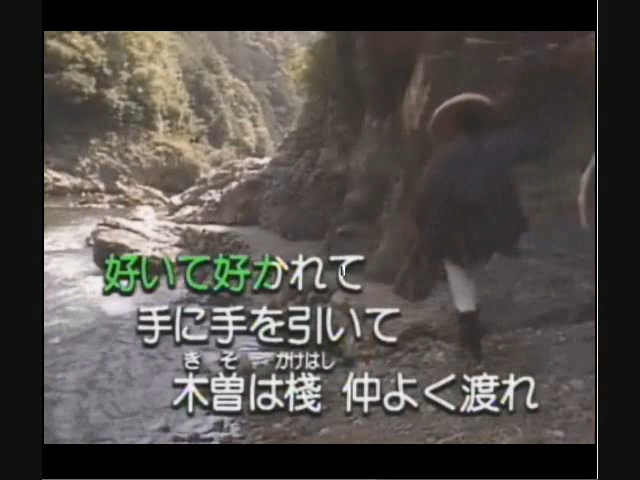 好いて好かれて
手に手を引いて
きそ かけはし
木曽は棧 仲よく渡れ